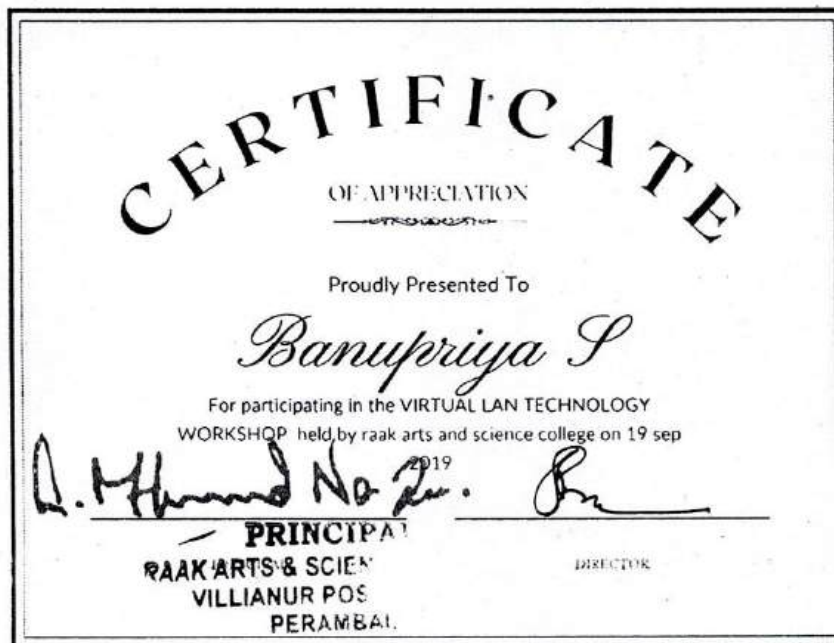 CERTIFICATE
OF APPRECIATION
Proudly Presented To
Banupriya S
For participating in the VIRTUAL LAN TECHNOLOGY
WORKSHOP held by raak arts and science college on 19 sep
2019
PRINCIPA
RAAK ARTS & SCIEN
DIRECTOR
VILLIANUR POS
PERAMBAI